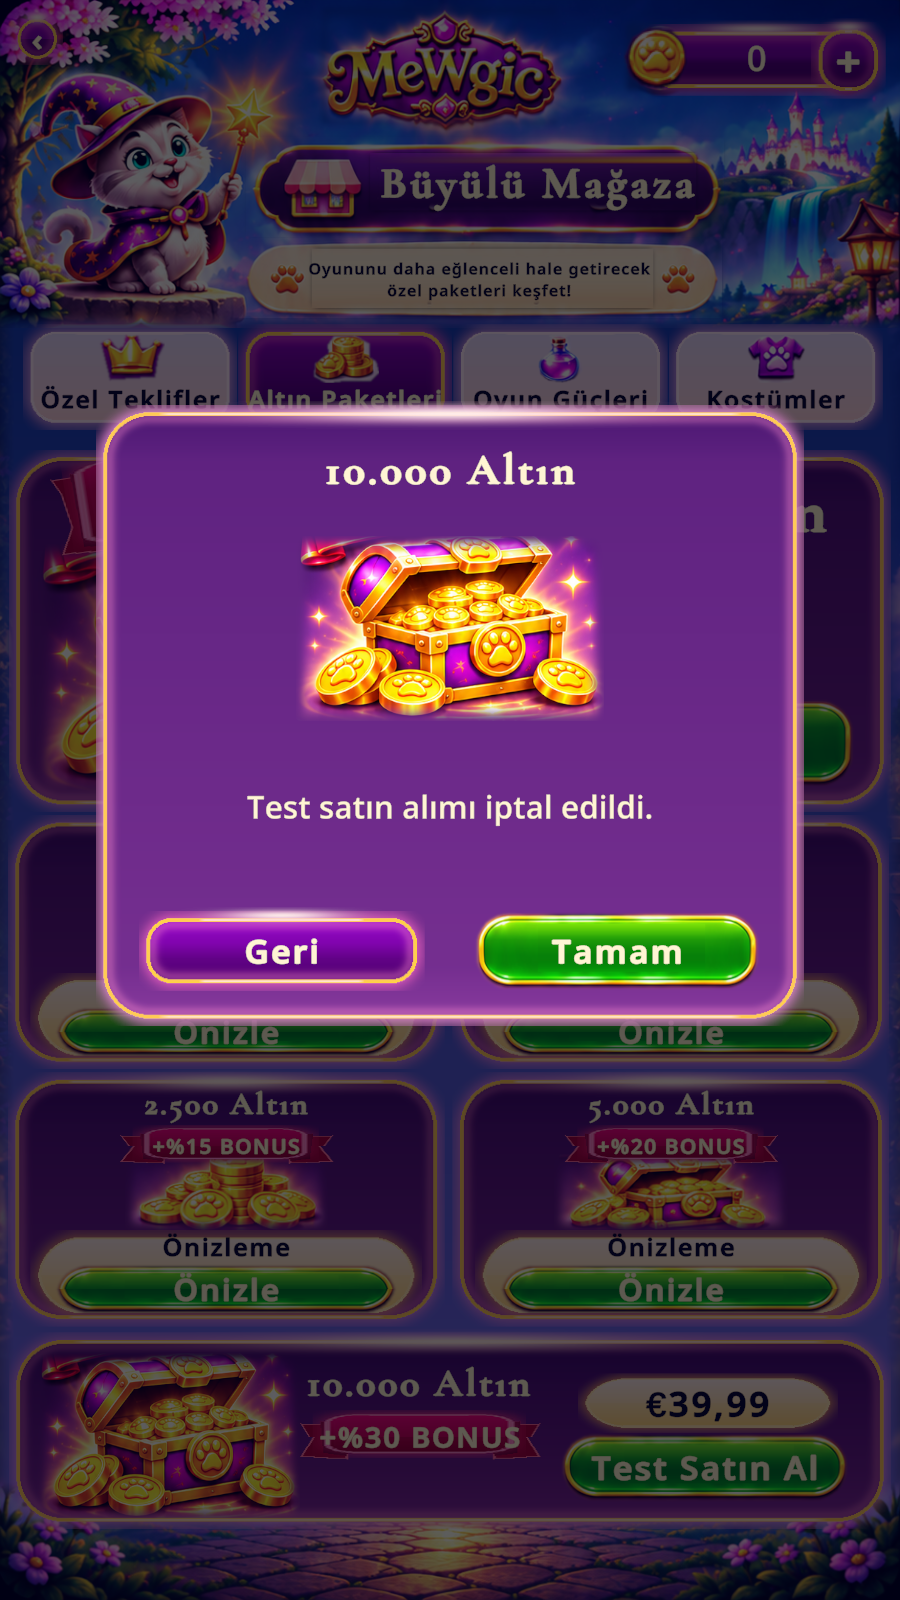 MeWgic
0
+
Büyülü Mağaza
Oyununu daha eğlenceli hale getirecek
özel paketleri keşfet!
Özel Teklifler
Altın Paketleri
Oyun Güçleri
Kostümler
n
10.000 Altın
Test satın alımı iptal edildi.
Geri
Tamam
Önizle
Önizle
2.500 Altın
+%15 BONUS
Önizleme
Önizle
5.000 Altın
+%20 BONUS
Önizleme
Önizle
10.000 Altın
+%30 BONUS
€39,99
Test Satın Al